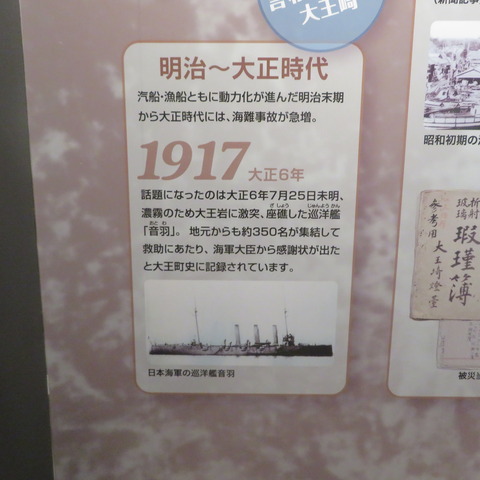 大王崎
明治〜大正時代
汽船・漁船ともに動力化が進んだ明治末期
から大正時代には、海難事故が急増。
1917 大正6年
話題になったのは大正6年7月25日未明、
濃霧のため大王岩に激突、座礁した巡洋艦
「音羽」。地元からも約350名が集結して
救助にあたり、海軍大臣から感謝状が出た
と大王町史に記録されています。
日本海軍の巡洋艦音羽
昭和初期の
折射
玻璃
瑕瑾簿
参考用 大王埼燈臺